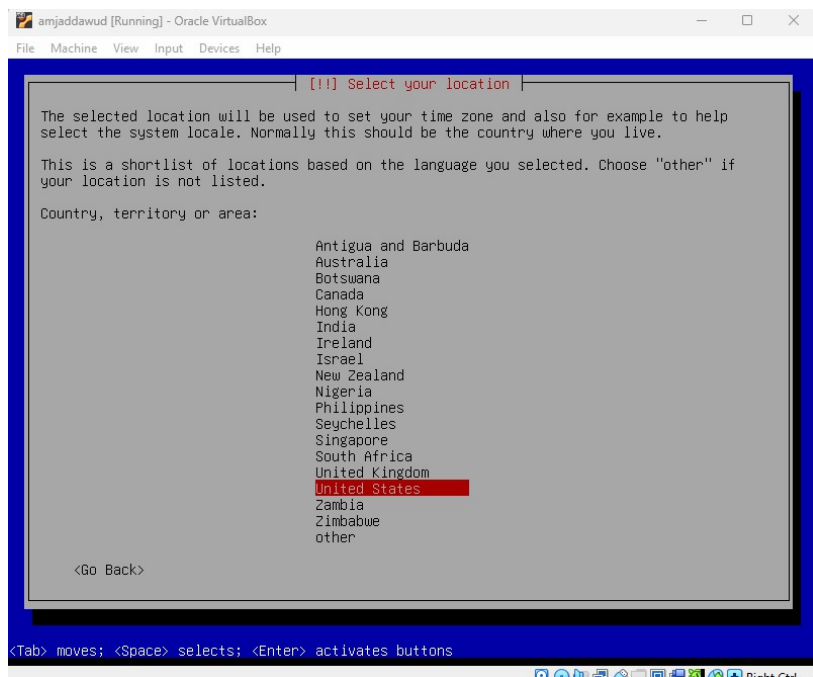 amjaddawud [Running] - Oracle VirtualBox
File Machine View Input Devices Help
[!!] Select your location
The selected location will be used to set your time zone and also for example to help
select the system locale. Normally this should be the country where you live.
This is a shortlist of locations based on the language you selected. Choose "other" if
your location is not listed.
Country, territory or area:
Antigua and Barbuda
Australia
Botswana
Canada
Hong Kong
India
Ireland
Israel
New Zealand
Nigeria
Philippines
Seychelles
Singapore
South Africa
United Kingdom
United States
Zambia
Zimbabwe
other
<Go Back>
<Tab> moves; <Space> selects; <Enter> activates buttons
Right Ctrl